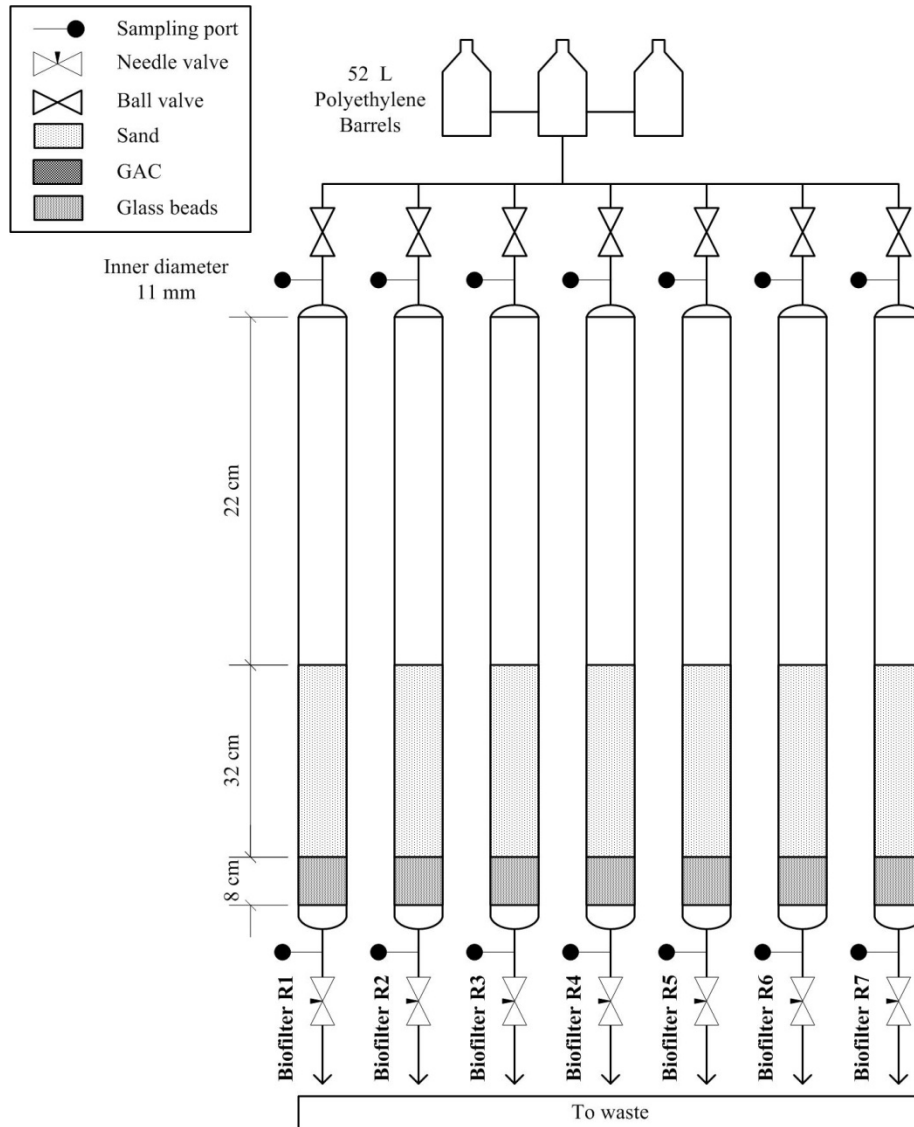 Sampling port
Needle valve
Ball valve
Sand
GAC
Glass beads
52 L
Polyethylene
Barrels
Inner diameter
11 mm
22 cm
32 cm
8 cm
Biofilter R1
Biofilter R2
Biofilter R3
Biofilter R4
Biofilter R5
Biofilter R6
Biofilter R7
To waste